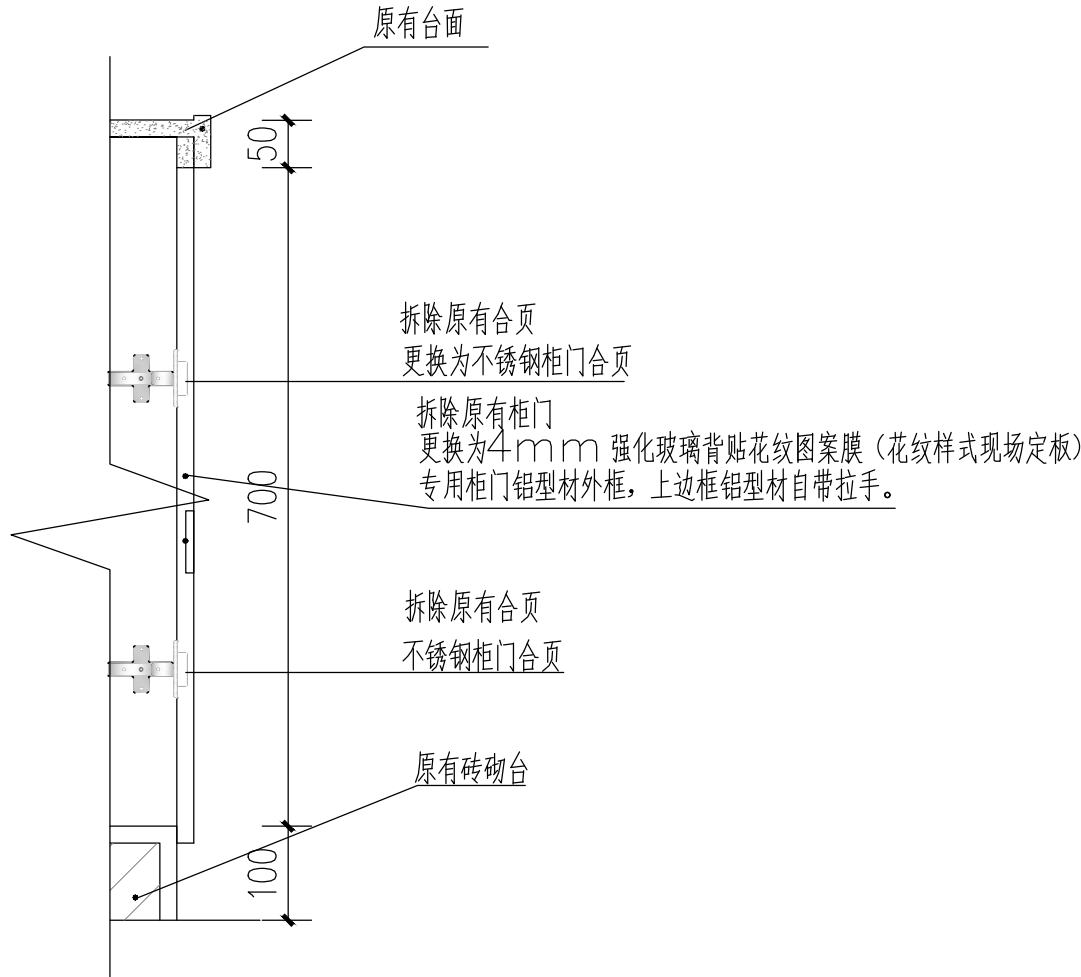 原有台面
50
拆除原有合页
更换为不锈钢柜门合页
拆除原有柜门
更换为4mm 强化玻璃背贴花纹图案膜（花纹样式现场定板）
专用柜门铝型材外框，上边框铝型材自带拉手。
700
拆除原有合页
不锈钢柜门合页
原有砖砌台
100